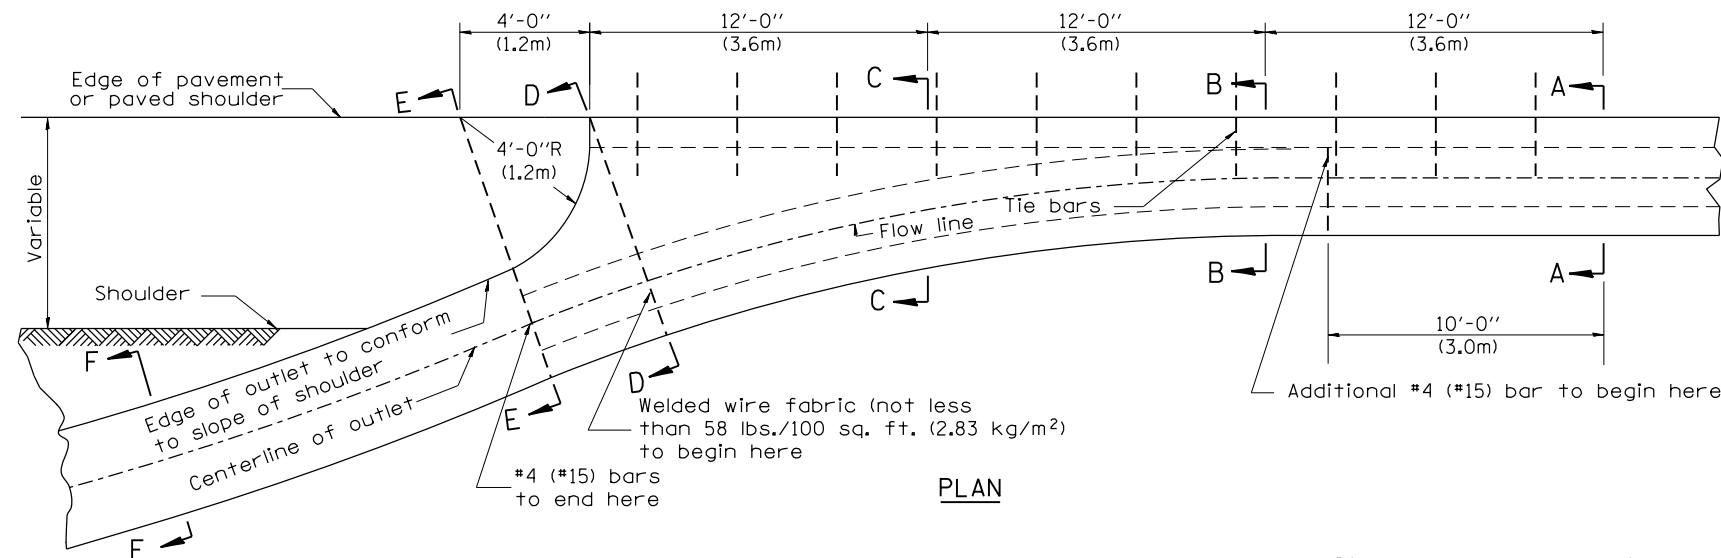 4'-0"
(1.2m)
12'-0"
(3.6m)
12'-0"
(3.6m)
12'-0"
(3.6m)
Edge of pavement
or paved shoulder
E
D
C
B
A
4'-0"R
(1.2m)
Variable
Tie bars
Flow line
Shoulder
B
A
C
10'-0"
(3.0m)
F
Edge of outlet to conform
to slope of shoulder
D
E
Additional #4 (#15) bar to begin here
Welded wire fabric (not less
than 58 lbs./100 sq. ft. (2.83 kg/m²)
to begin here
Centerline of outlet
#4 (#15) bars
to end here
PLAN
F